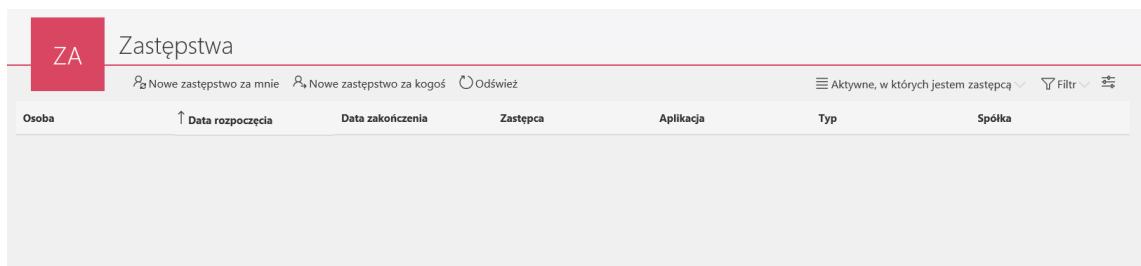 ZA
Zastępstwa
Nowe zastępstwo za mnie Nowe zastępstwo za kogoś Odśwież Aktywne, w których jestem zastępcą Filtr
Osoba ↑ Data rozpoczęcia Data zakończenia Zastępca Aplikacja Typ Spółka